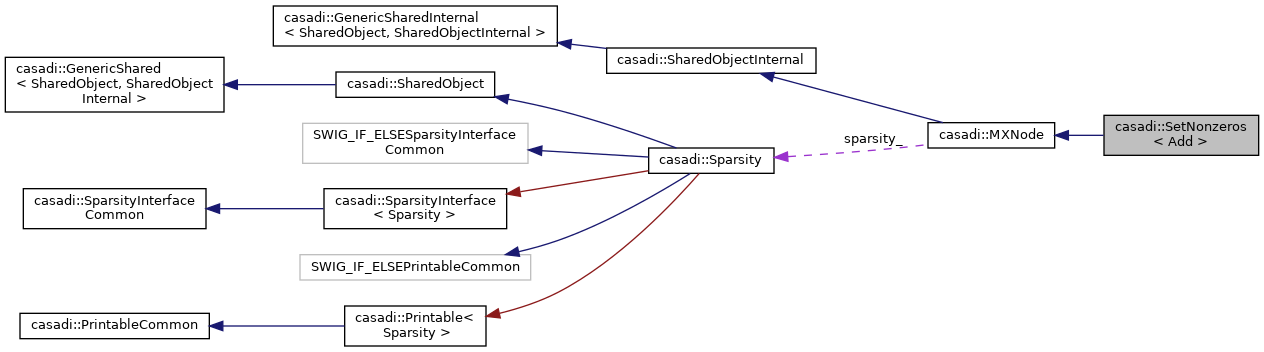 casadi::GenericSharedInternal
< SharedObject, SharedObjectInternal >
casadi::SharedObjectInternal
casadi::GenericShared
< SharedObject, SharedObject
Internal >
casadi::SharedObject
SWIG_IF_ELSESparsityInterface
Common
casadi::Sparsity
sparsity_
casadi::MXNode
casadi::SetNonzeros
< Add >
casadi::SparsityInterface
Common
casadi::SparsityInterface
< Sparsity >
SWIG_IF_ELSEPrintableCommon
casadi::PrintableCommon
casadi::Printable<
Sparsity >